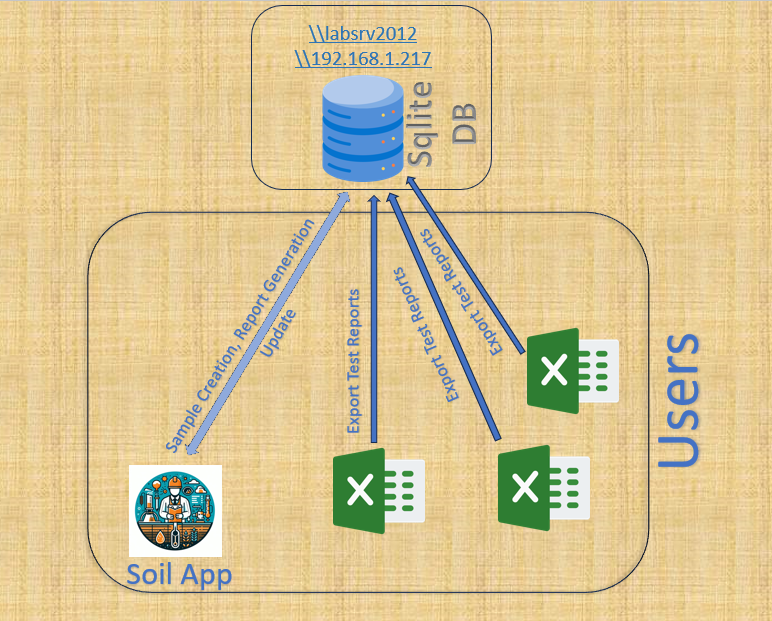 \\labsrv2012
\\192.168.1.217
Sqlite
DB
Sample Creation, Report Generation
Update
Export Test Reports
Export Test Reports
Export Test Reports
Users
Soil App